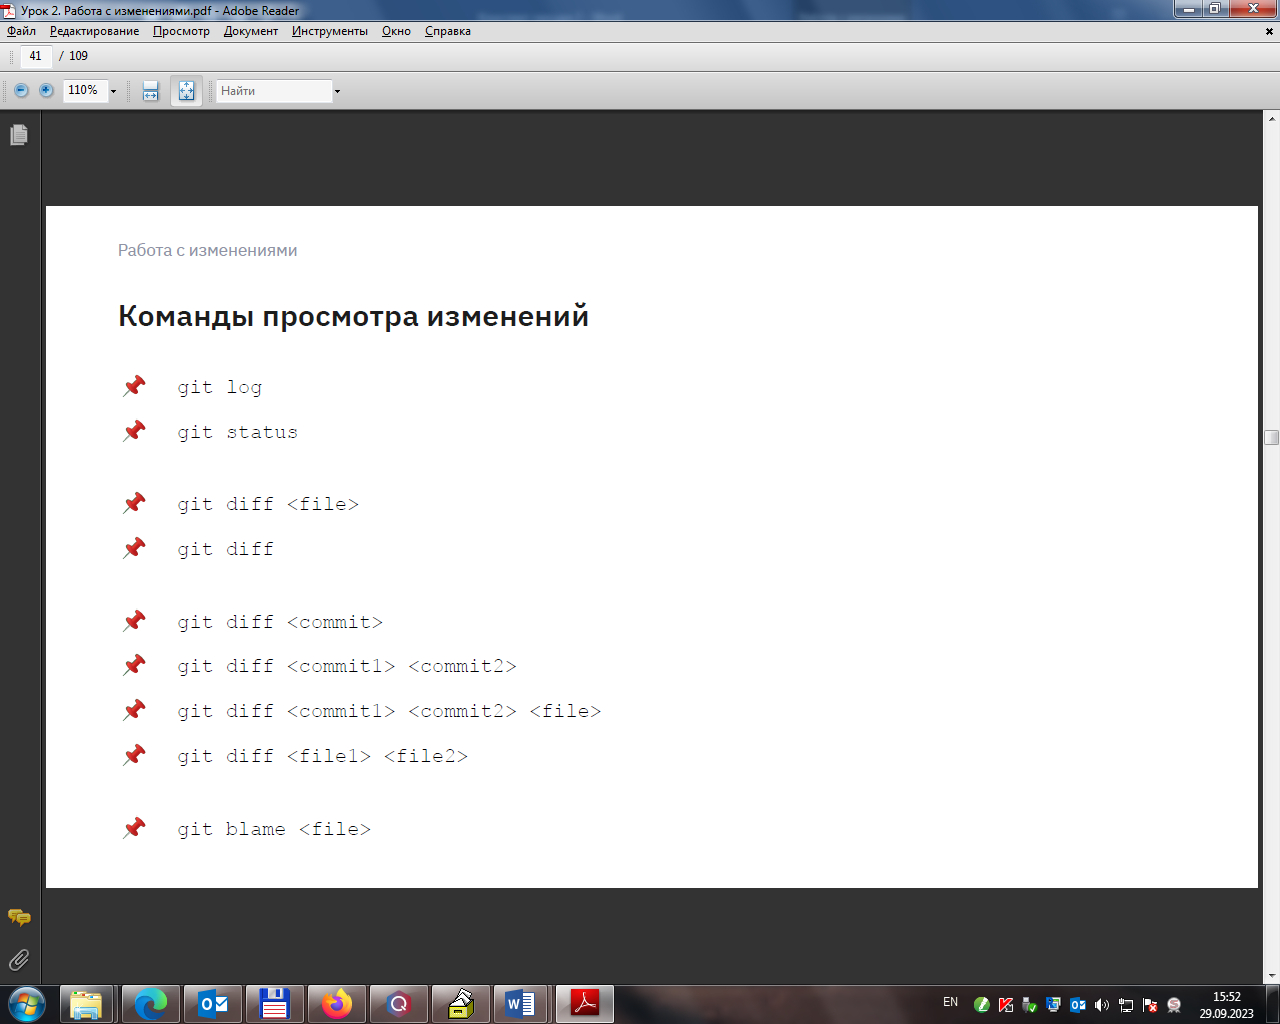 Урок 2. Работа с изменениями.pdf - Adobe Reader
Файл Редактирование Просмотр Документ Инструменты Окно Справка
41 / 109
110% Найти
Работа с изменениями
Команды просмотра изменений
git log
git status
git diff <file>
git diff
git diff <commit>
git diff <commit1> <commit2>
git diff <commit1> <commit2> <file>
git diff <file1> <file2>
git blame <file>
EN
15:52
29.09.2023